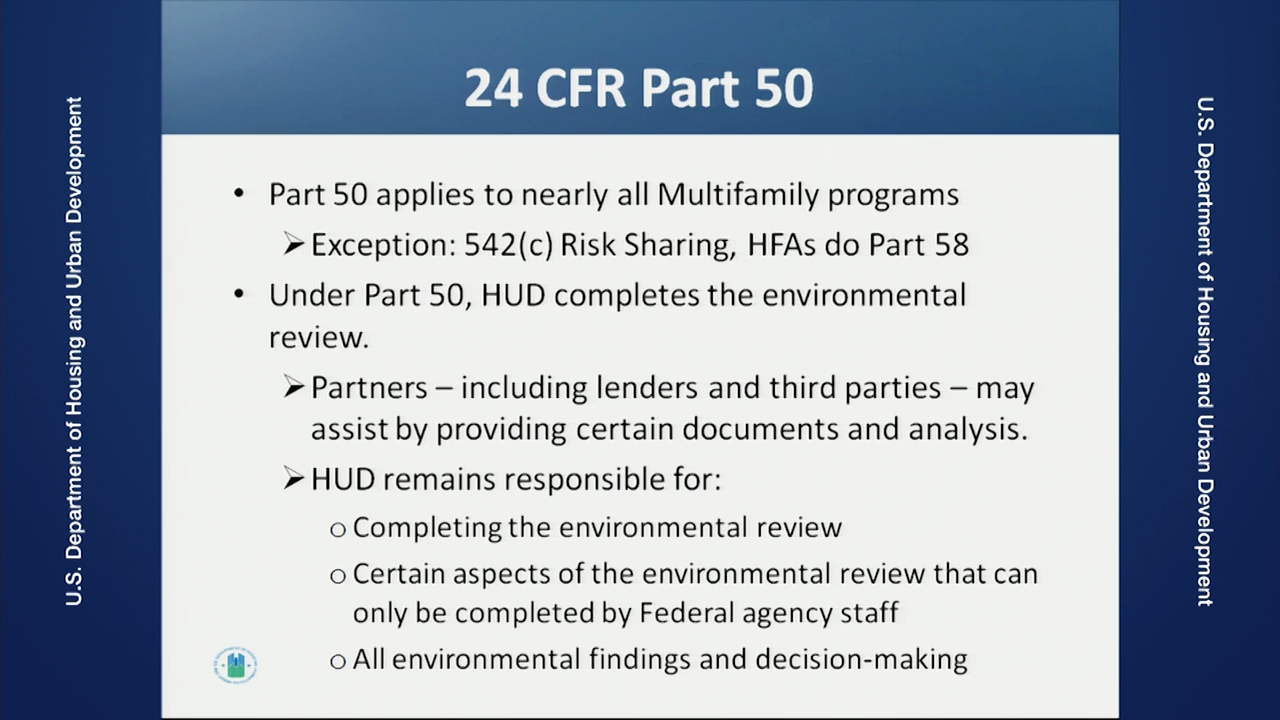 24 CFR Part 50
• Part 50 applies to nearly all Multifamily programs
➢ Exception: 542(c) Risk Sharing, HFAs do Part 58
• Under Part 50, HUD completes the environmental
review.
➢ Partners – including lenders and third parties – may
assist by providing certain documents and analysis.
➢ HUD remains responsible for:
o Completing the environmental review
o Certain aspects of the environmental review that can
only be completed by Federal agency staff
o All environmental findings and decision-making
U.S. Department of Housing and Urban Development
U.S. Department of Housing and Urban Development